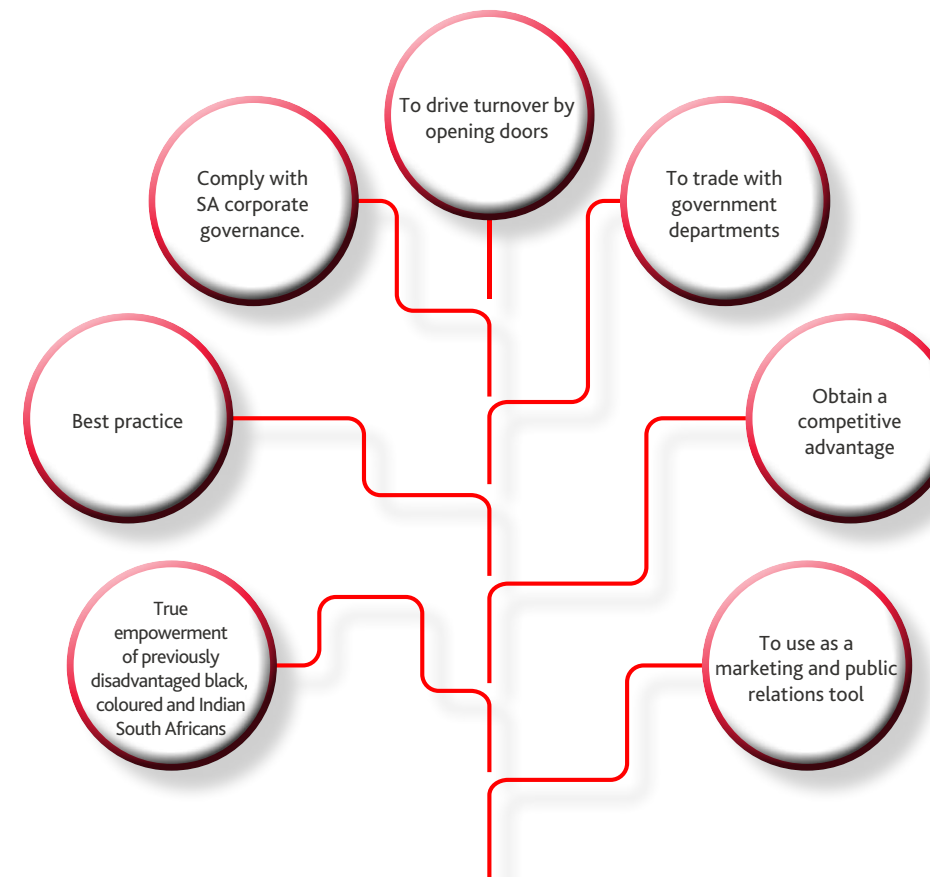 To drive turnover by
opening doors
Comply with
SA corporate
governance.
To trade with
government
departments
Best practice
Obtain a
competitive
advantage
True
empowerment
of previously
disadvantaged black,
coloured and Indian
South Africans
To use as a
marketing and public
relations tool